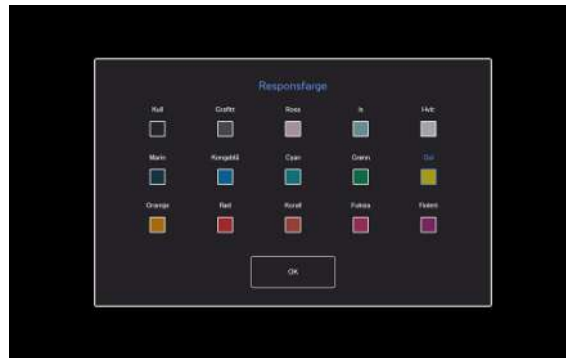 Responsfarge
Kull Grafitt Rosa Is Hvit
Marin Kongeblå Cyan Grønn Gul
Oransje Rød Korall Fuksia Fiolett
OK